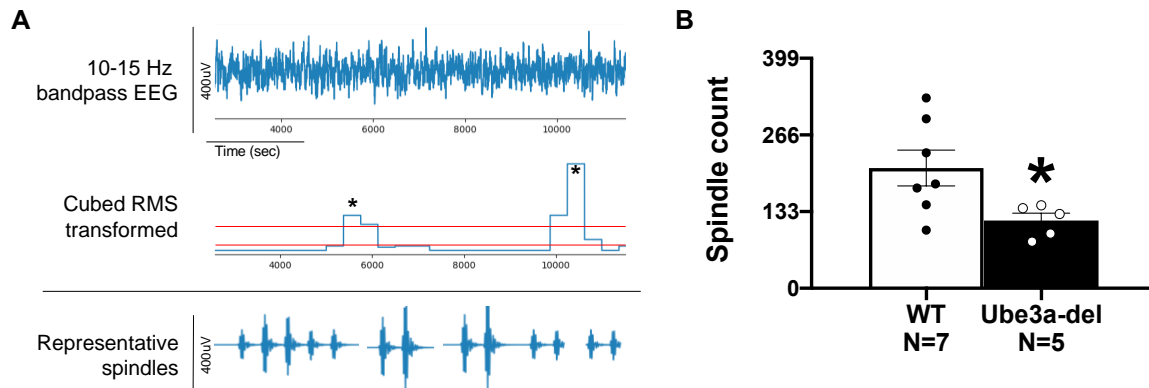 A
10-15 Hz
bandpass EEG
400uV
4000
6000
8000
10000
Time (sec)
Cubed RMS
transformed
*
*
4000
6000
8000
10000
Representative
spindles
400uV
B
Spindle count
399
266
133
0
*
WT
N=7
Ube3a-del
N=5